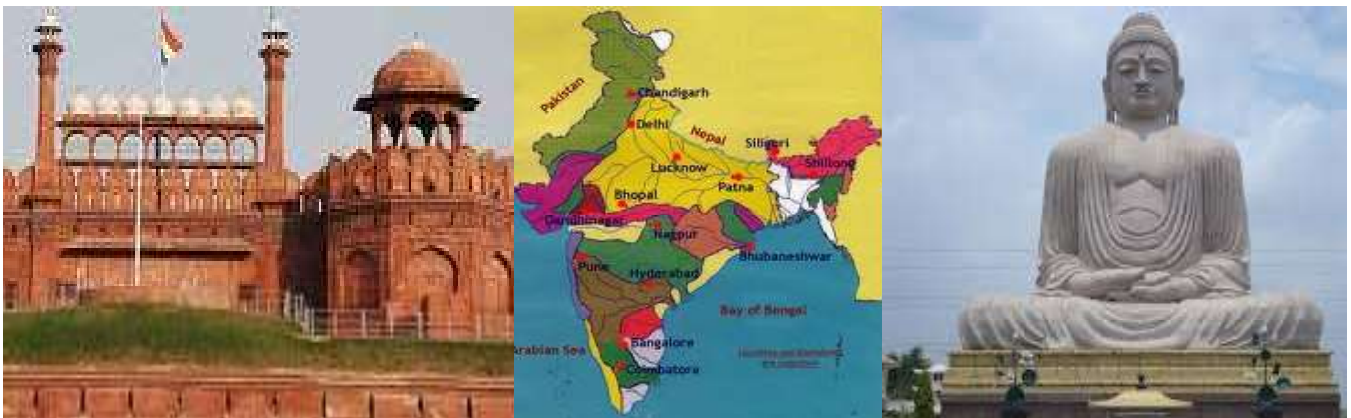 Pakistan
Chandigarh
Delhi
Nepal
Siliguri
Lucknow
Shillong
Patna
Bhopal
Gandhinagar
Nagpur
Bhubaneshwar
Pune
Hyderabad
Bay of Bengal
Arabian Sea
Bangalore
Coimbatore